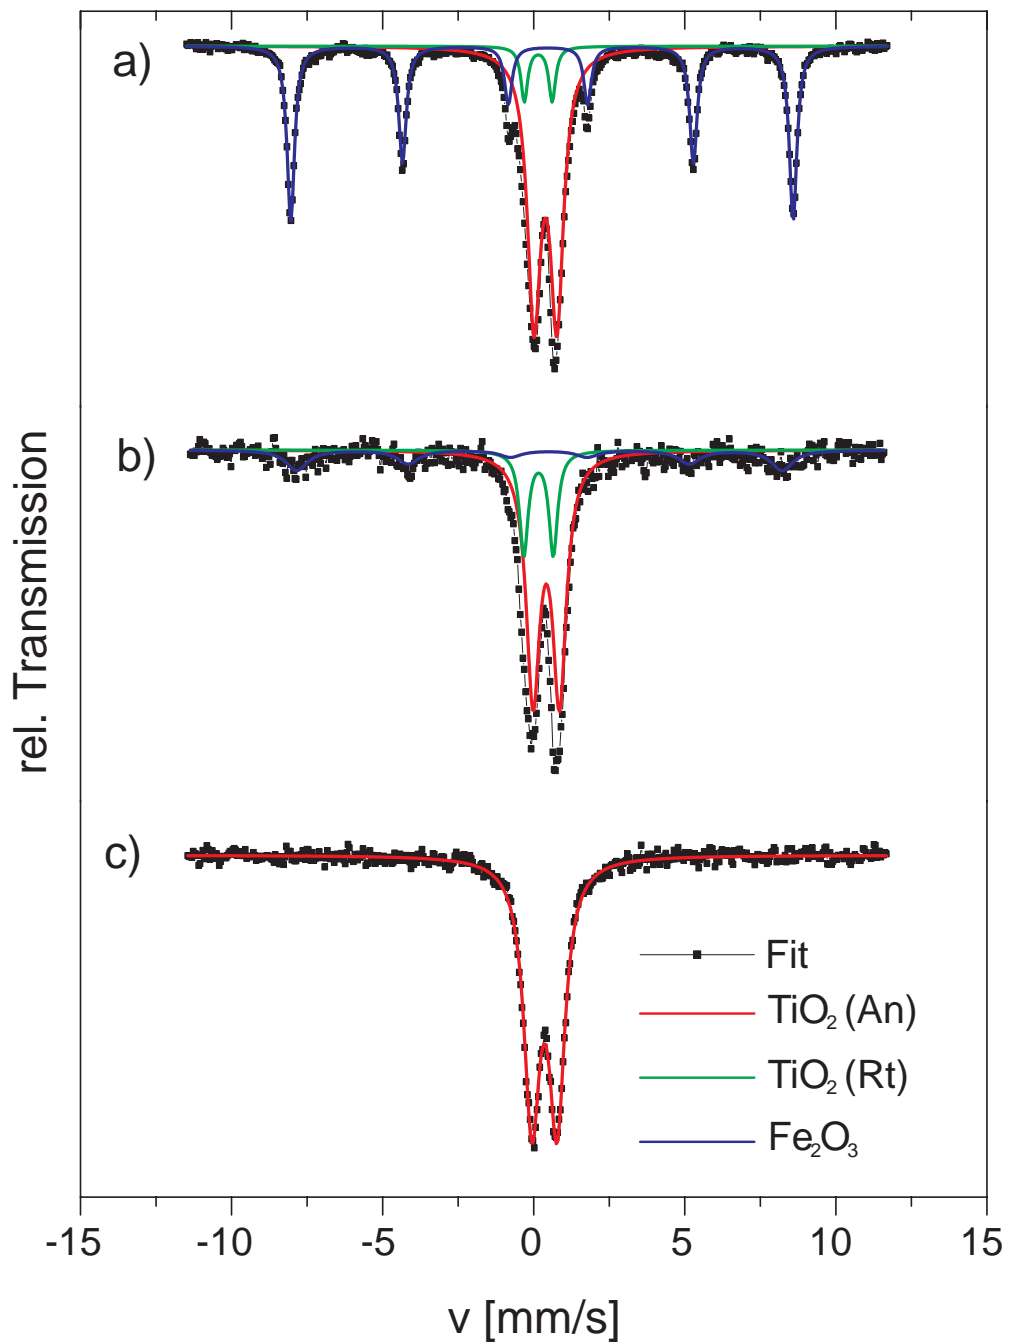 a)
b)
c)
rel. Transmission
Fit
TiO₂ (An)
TiO₂ (Rt)
Fe₂O₃
-15 -10 -5 0 5 10 15
v [mm/s]